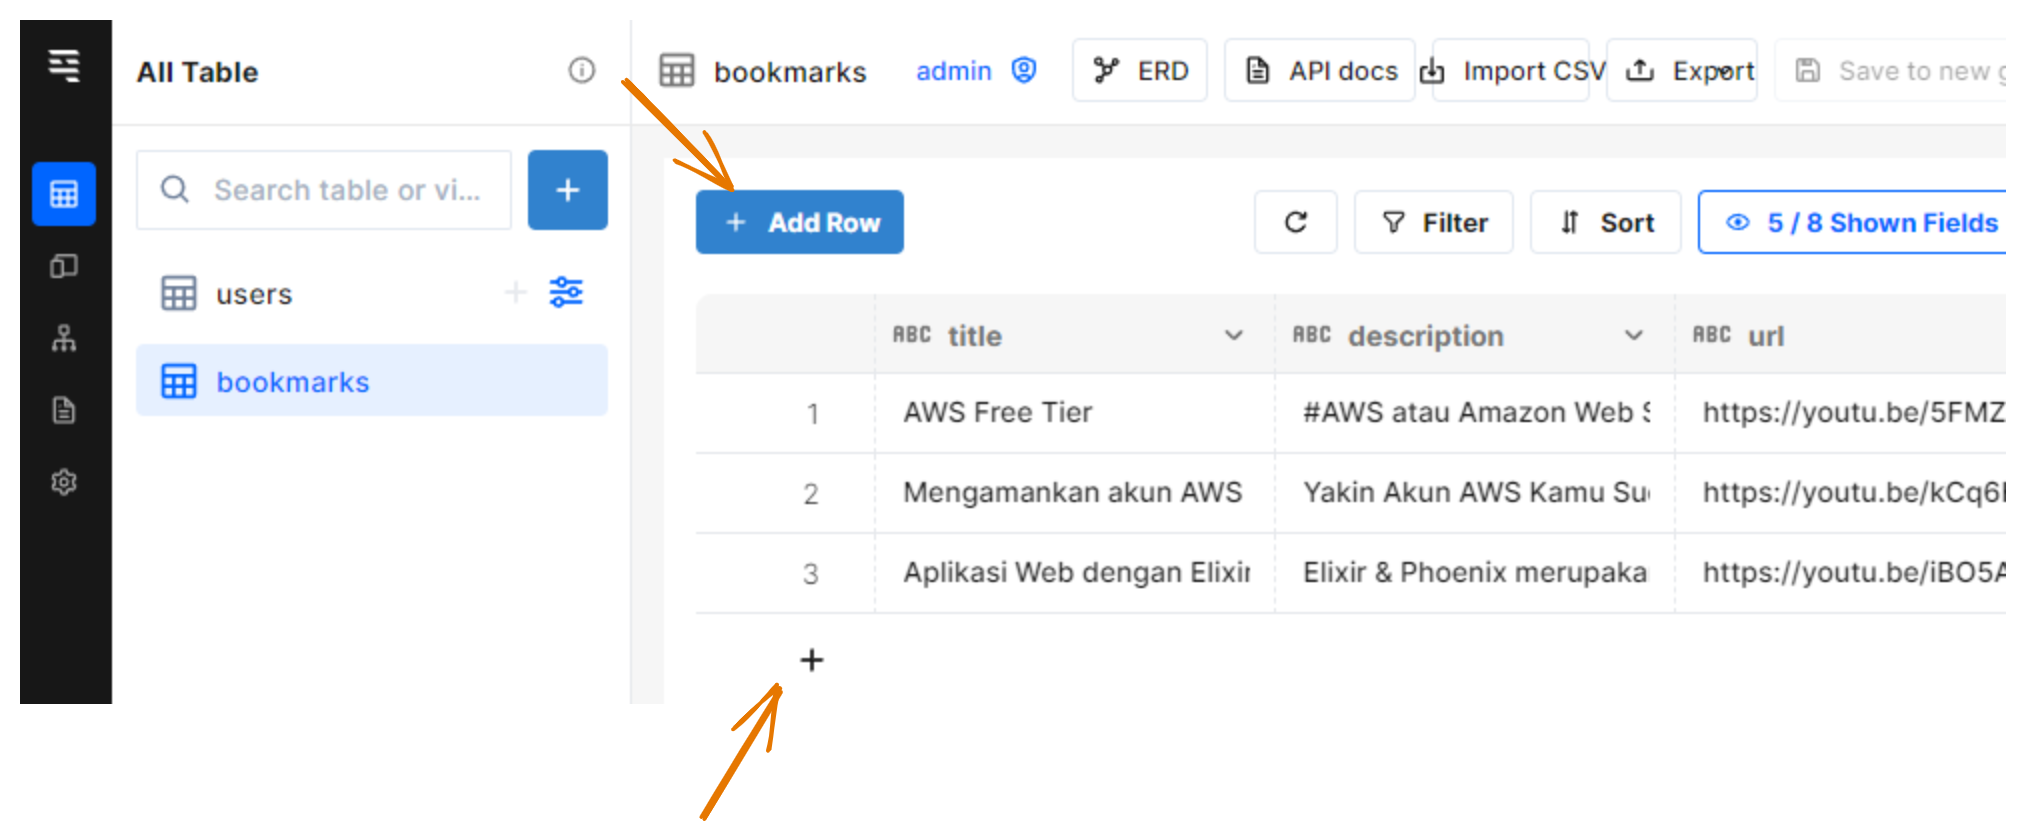 All Table
bookmarks admin ERD API docs Import CSV Export Save to new
Search table or vi...
Add Row Filter Sort 5 / 8 Shown Fields
users
bookmarks
ABC title ABC description ABC url
1 AWS Free Tier #AWS atau Amazon Web https://youtu.be/5FMZ
2 Mengamankan akun AWS Yakin Akun AWS Kamu Su https://youtu.be/kCq6
3 Aplikasi Web dengan Elixir Elixir & Phoenix merupaka https://youtu.be/iBO5A